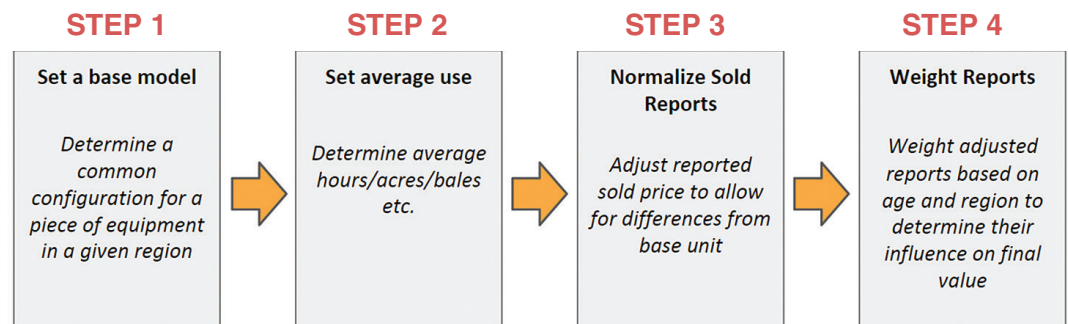 STEP 1
Set a base model
Determine a
common
configuration for a
piece of equipment
in a given region
STEP 2
Set average use
Determine average
hours/acres/bales
etc.
STEP 3
Normalize Sold
Reports
Adjust reported
sold price to allow
for differences from
base unit
STEP 4
Weight Reports
Weight adjusted
reports based on
age and region to
determine their
influence on final
value